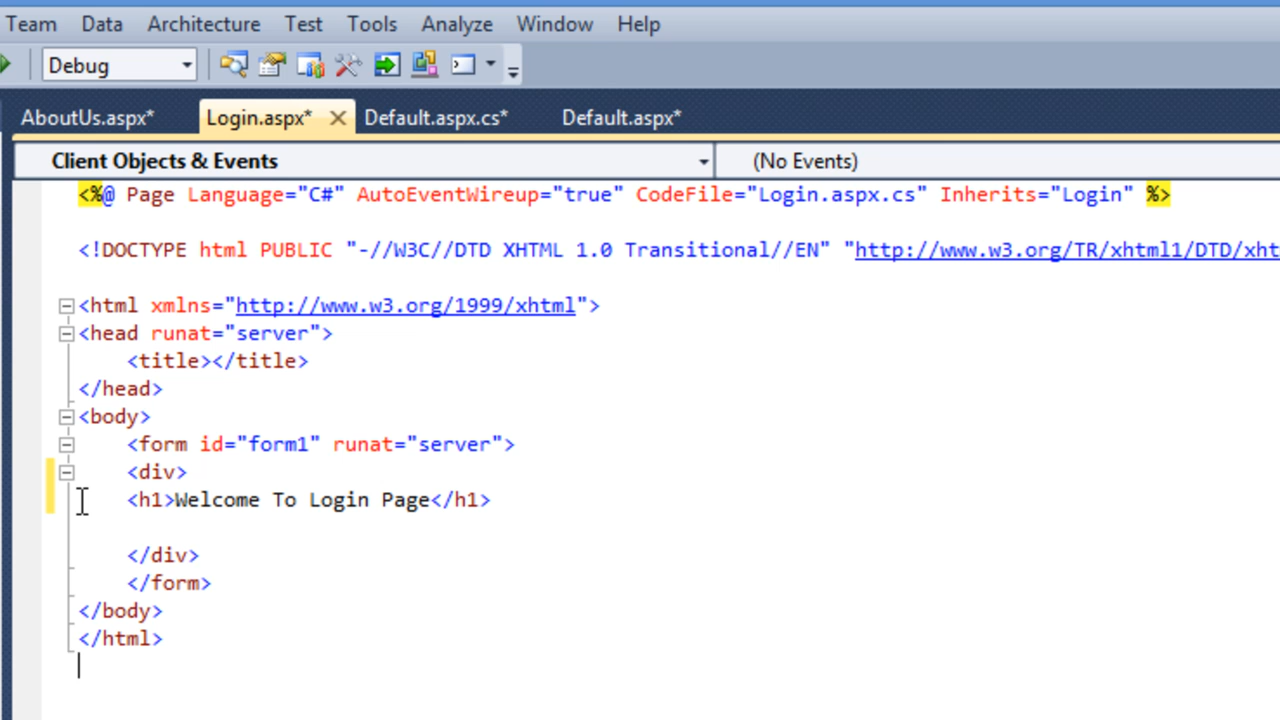 Team Data Architecture Test Tools Analyze Window Help
Debug
AboutUs.aspx* Login.aspx* Default.aspx.cs* Default.aspx*
Client Objects & Events (No Events)
<%@ Page Language="C#" AutoEventWireup="true" CodeFile="Login.aspx.cs" Inherits="Login" %>
<!DOCTYPE html PUBLIC "-//W3C//DTD XHTML 1.0 Transitional//EN" "http://www.w3.org/TR/xhtml1/DTD/xht
<html xmlns="http://www.w3.org/1999/xhtml">
<head runat="server">
<title></title>
</head>
<body>
<form id="form1" runat="server">
<div>
<h1>Welcome To Login Page</h1>
</div>
</form>
</body>
</html>